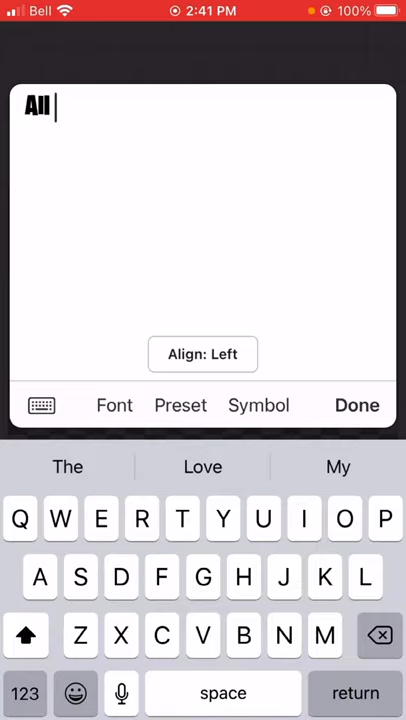 Bell 2:41 PM 100%
All
Align: Left
Font Preset Symbol Done
The Love My
Q W E R T Y U I O P
A S D F G H J K L
Z X C V B N M
123 space return